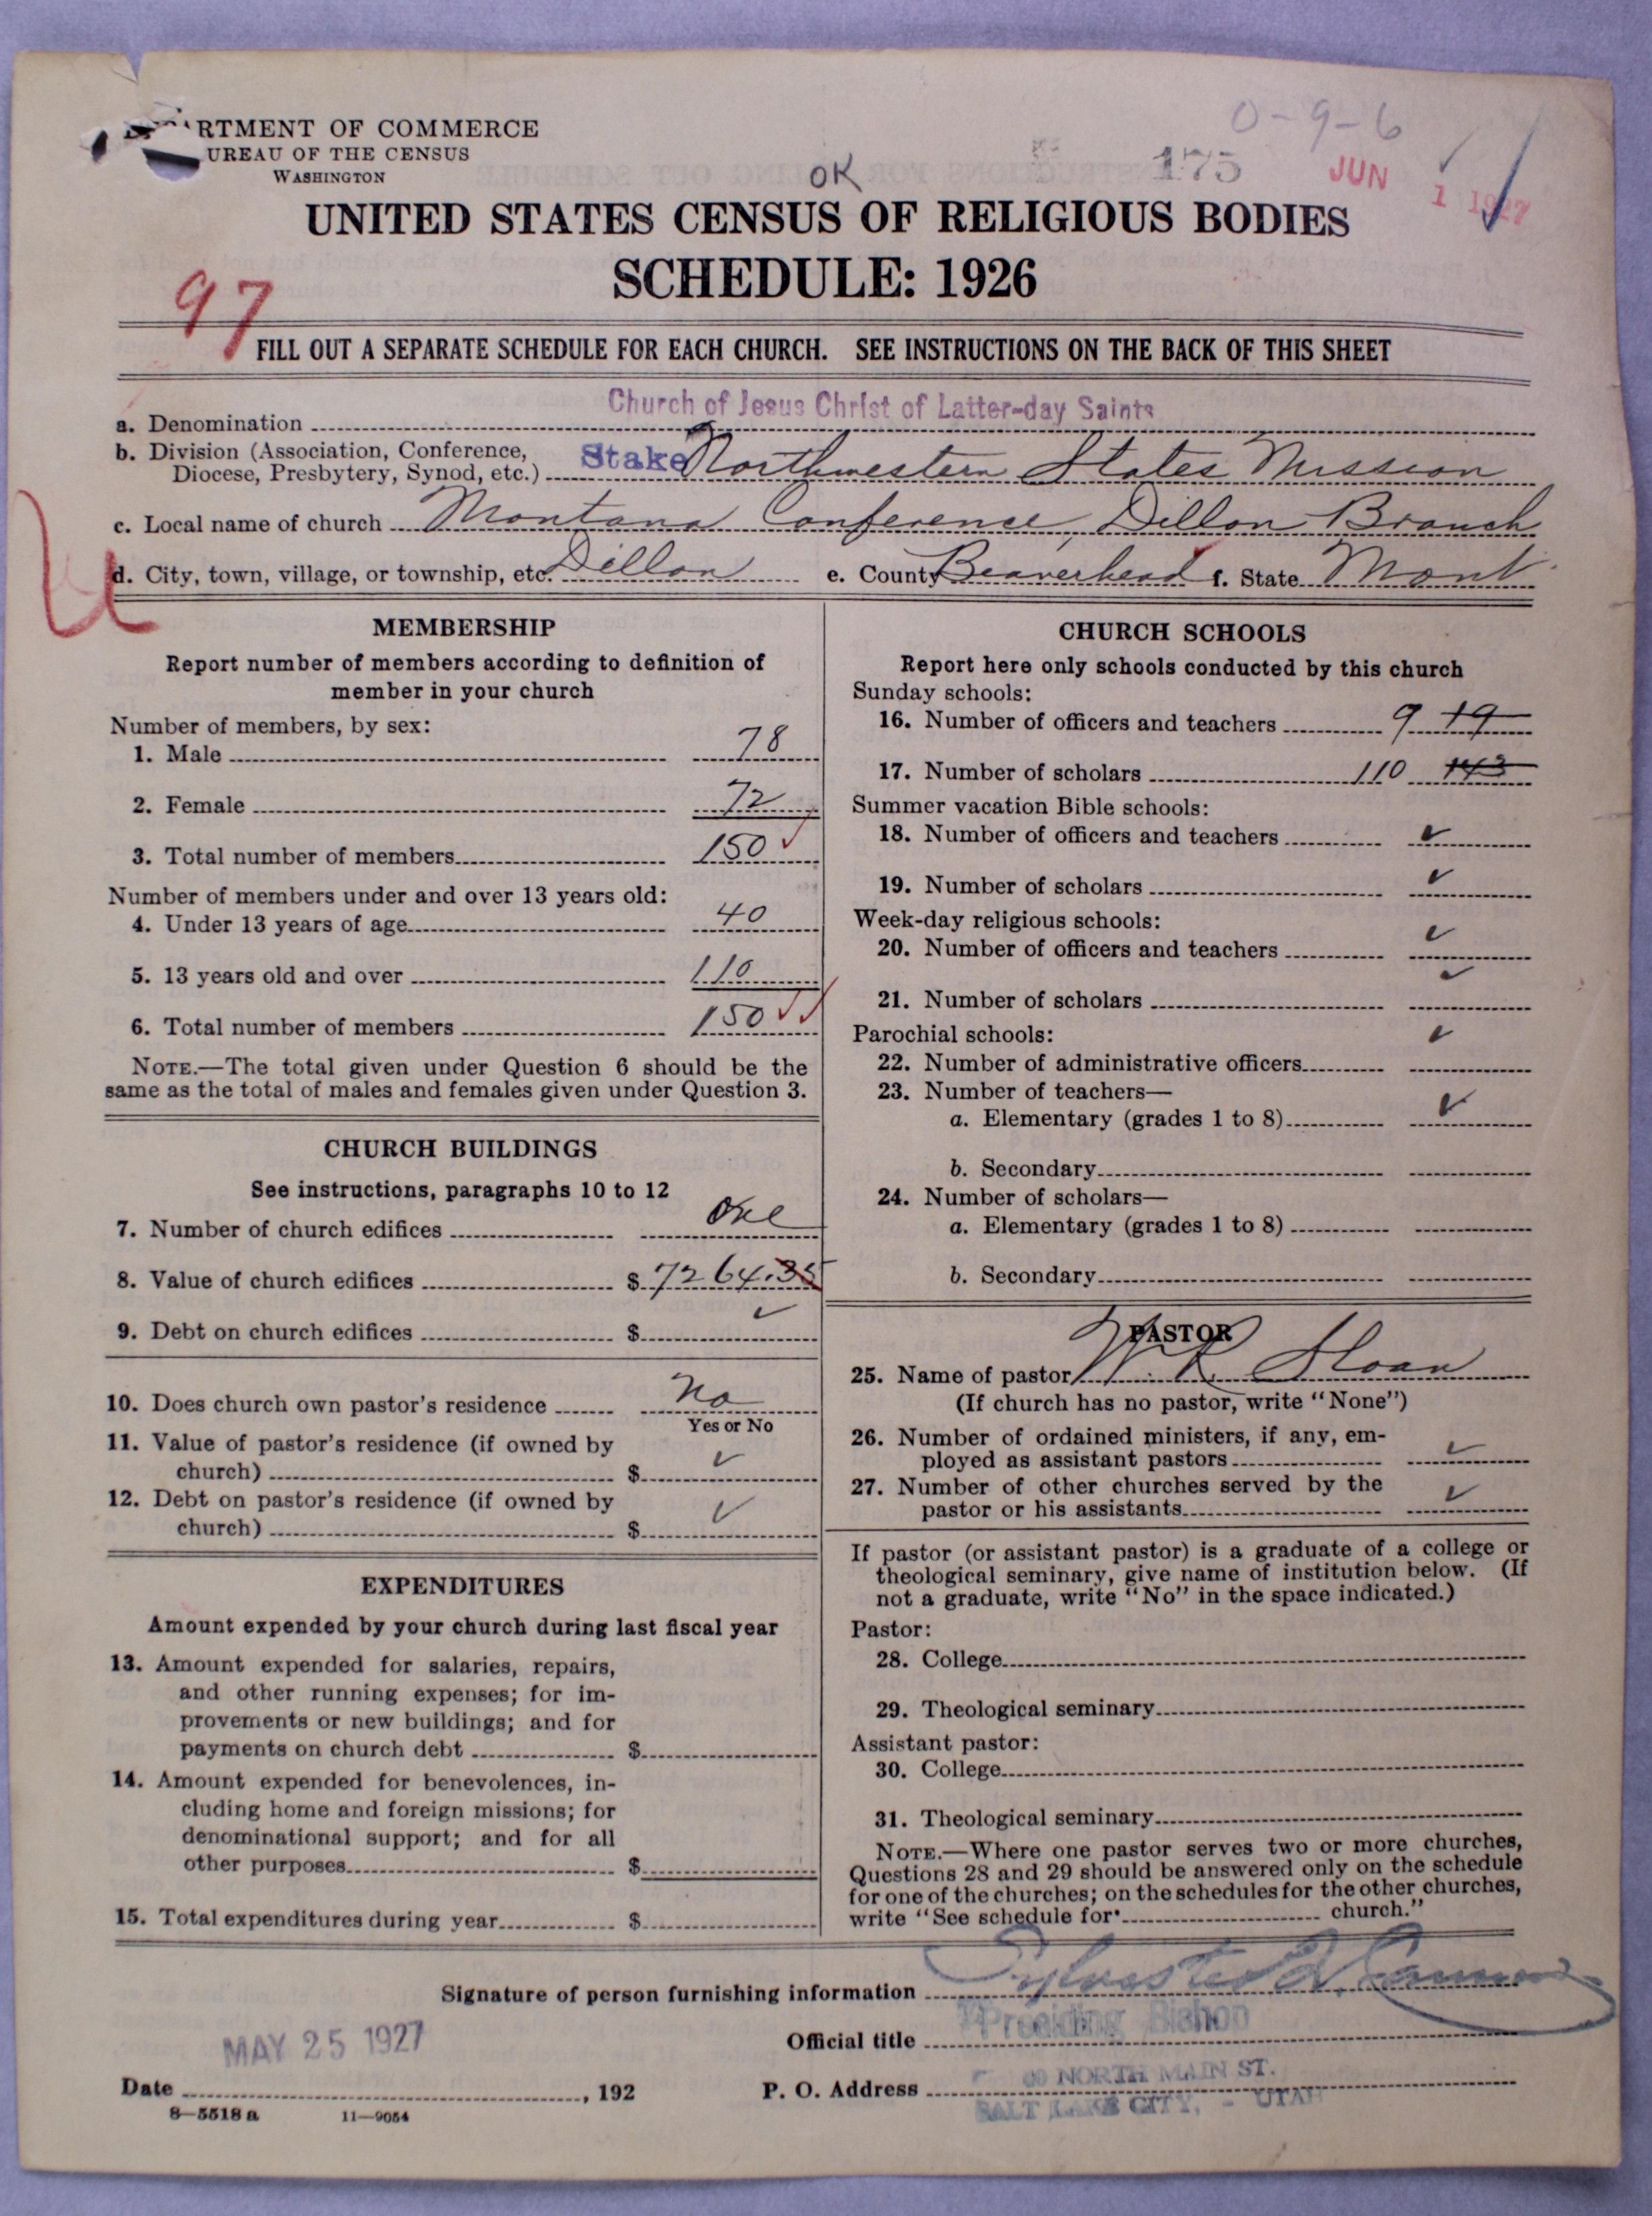 RTMENT OF COMMERCE
UREAU OF THE CENSUS
WASHINGTON
0-9-6
OK
175
JUN 1 1927
UNITED STATES CENSUS OF RELIGIOUS BODIES
SCHEDULE: 1926
97
FILL OUT A SEPARATE SCHEDULE FOR EACH CHURCH. SEE INSTRUCTIONS ON THE BACK OF THIS SHEET
a. Denomination Church of Jesus Christ of Latter-day Saints
b. Division (Association, Conference,
Diocese, Presbytery, Synod, etc.) Stake Northwestern States Mission
c. Local name of church Montana Conference, Dillon Branch
d. City, town, village, or township, etc. Dillon e. County Beaverhead f. State Mont
MEMBERSHIP
Report number of members according to definition of
member in your church
Number of members, by sex:
1. Male 78
2. Female 72
3. Total number of members 150
Number of members under and over 13 years old:
4. Under 13 years of age 40
5. 13 years old and over 110
6. Total number of members 150
NOTE.—The total given under Question 6 should be the
same as the total of males and females given under Question 3.
CHURCH BUILDINGS
See instructions, paragraphs 10 to 12
7. Number of church edifices One
8. Value of church edifices $ 7264.35
9. Debt on church edifices $ ✓
10. Does church own pastor's residence No
Yes or No
11. Value of pastor's residence (if owned by
church) $ ✓
12. Debt on pastor's residence (if owned by
church) $ ✓
EXPENDITURES
Amount expended by your church during last fiscal year
13. Amount expended for salaries, repairs,
and other running expenses; for im-
provements or new buildings; and for
payments on church debt $
14. Amount expended for benevolences, in-
cluding home and foreign missions; for
denominational support; and for all
other purposes $
15. Total expenditures during year $
CHURCH SCHOOLS
Report here only schools conducted by this church
Sunday schools:
16. Number of officers and teachers 9 19
17. Number of scholars 110 143
Summer vacation Bible schools:
18. Number of officers and teachers ✓
19. Number of scholars ✓
Week-day religious schools:
20. Number of officers and teachers ✓
21. Number of scholars ✓
Parochial schools:
22. Number of administrative officers ✓
23. Number of teachers—
a. Elementary (grades 1 to 8) ✓
b. Secondary
24. Number of scholars—
a. Elementary (grades 1 to 8)
b. Secondary
PASTOR
25. Name of pastor W. R. Sloan
(If church has no pastor, write "None")
26. Number of ordained ministers, if any, em-
ployed as assistant pastors ✓
27. Number of other churches served by the
pastor or his assistants ✓
If pastor (or assistant pastor) is a graduate of a college or
theological seminary, give name of institution below. (If
not a graduate, write "No" in the space indicated.)
Pastor:
28. College
29. Theological seminary
Assistant pastor:
30. College
31. Theological seminary
NOTE.—Where one pastor serves two or more churches,
Questions 28 and 29 should be answered only on the schedule
for one of the churches; on the schedules for the other churches,
write "See schedule for church."
Signature of person furnishing information Sylvester Q. Cannon
Official title Presiding Bishop
MAY 25 1927
Date , 192
P. O. Address 40 NORTH MAIN ST.
SALT LAKE CITY, - UTAH
8—5518 a 11—9054